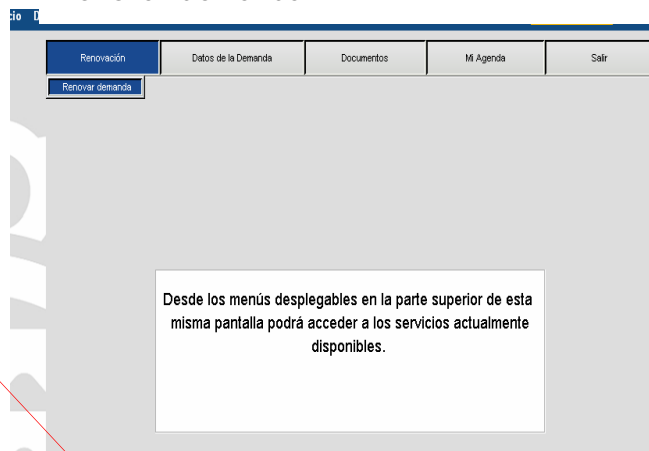 Renovación Datos de la Demanda Documentos Mi Agenda Salir
Renovar demanda
Desde los menús desplegables en la parte superior de esta
misma pantalla podrá acceder a los servicios actualmente
disponibles.